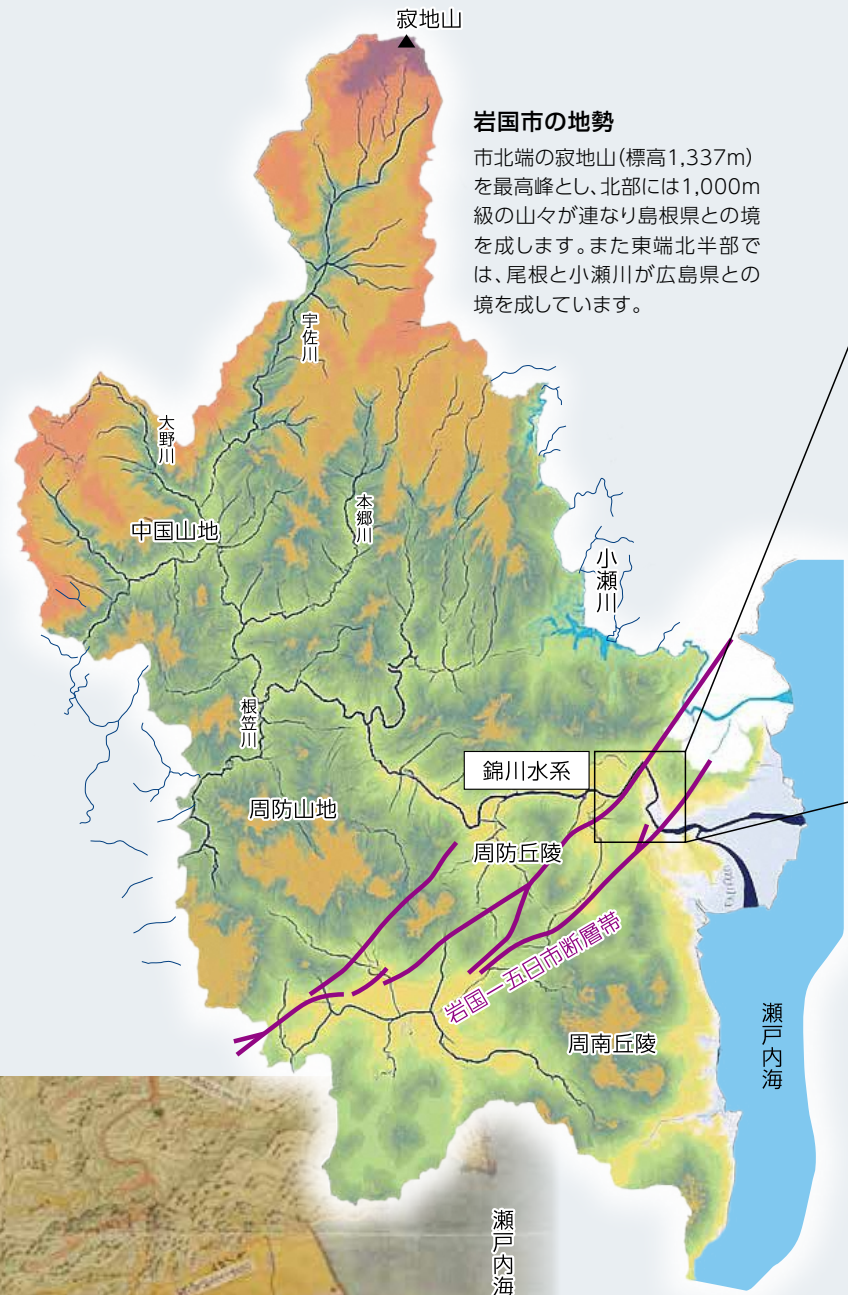 寂地山
岩国市の地勢
市北端の寂地山(標高1,337m)
を最高峰とし、北部には1,000m
級の山々が連なり島根県との境
を成します。また東端北半部で
は、尾根と小瀬川が広島県との
境を成しています。
宇佐川
大野川
本郷川
中国山地
小瀬川
根笠川
錦川水系
周防山地
周防丘陵
岩国－五日市断層帯
周南丘陵
瀬戸内海
瀬戸内海